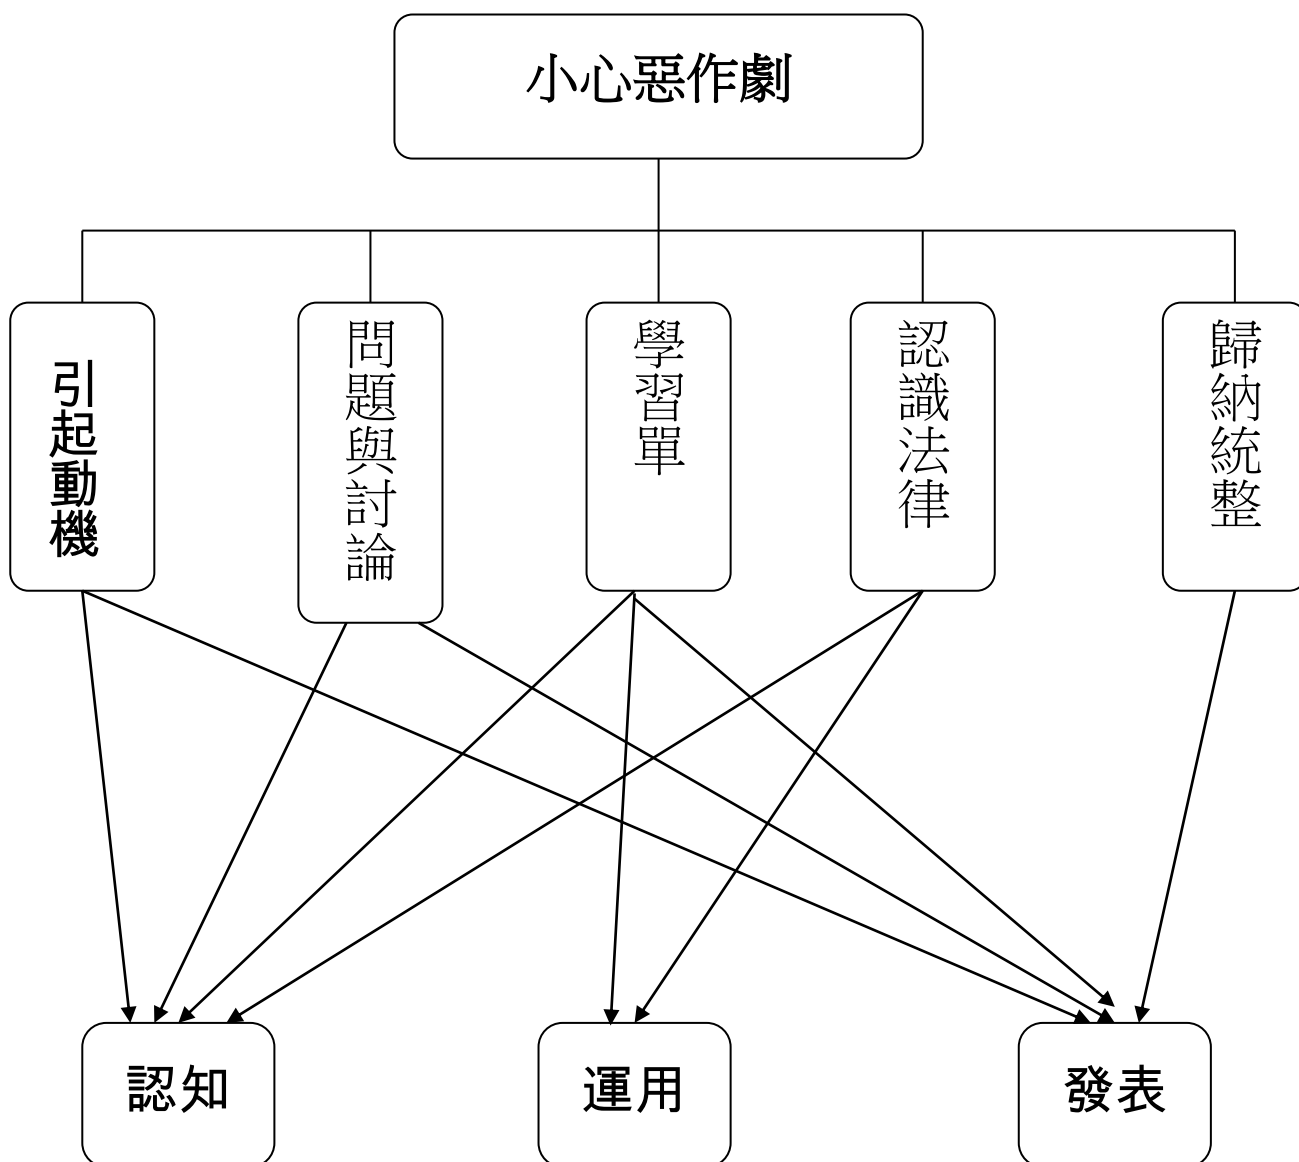 小心惡作劇
引起動機
問題與討論
學習單
認識法律
歸納統整
認知
運用
發表